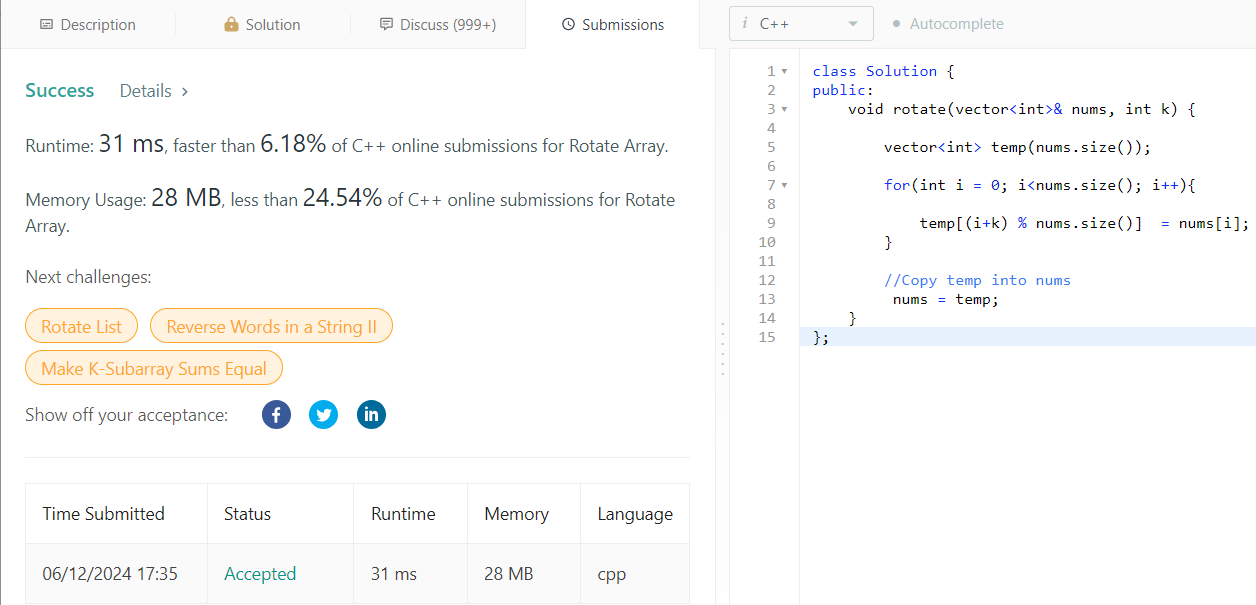 Description
Solution
Discuss (999+)
Submissions
i C++
Autocomplete
Success Details >
Runtime: 31 ms, faster than 6.18% of C++ online submissions for Rotate Array.
Memory Usage: 28 MB, less than 24.54% of C++ online submissions for Rotate
Array.
Next challenges:
Rotate List
Reverse Words in a String II
Make K-Subarray Sums Equal
Show off your acceptance:
f
in
Time Submitted Status Runtime Memory Language
06/12/2024 17:35 Accepted 31 ms 28 MB cpp
1 class Solution {
2 public:
3 void rotate(vector<int>& nums, int k) {
4
5 vector<int> temp(nums.size());
6
7 for(int i = 0; i<nums.size(); i++){
8
9 temp[(i+k) % nums.size()]  = nums[i];
10 }
11
12 //Copy temp into nums
13 nums = temp;
14 }
15 };